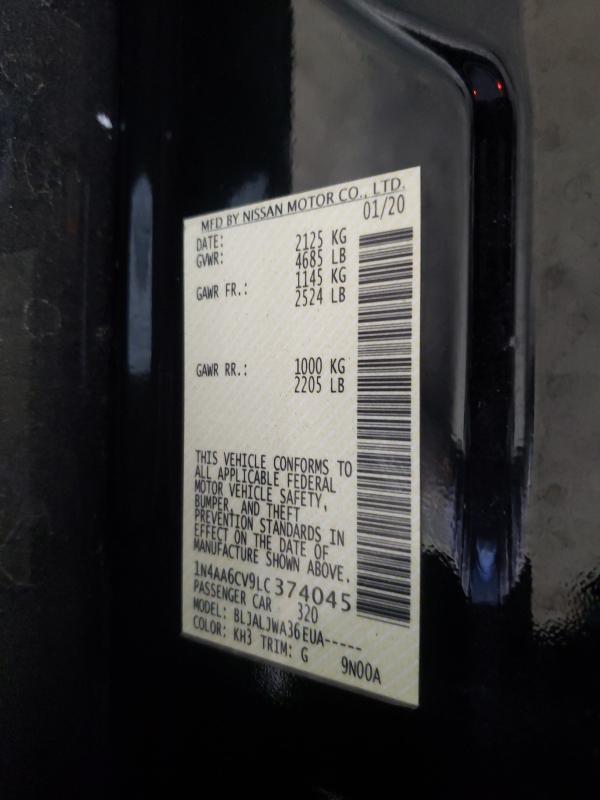 MFD BY NISSAN MOTOR CO., LTD.
DATE: 01/20
GVWR: 2125 KG
4685 LB
GAWR FR.: 1145 KG
2524 LB
GAWR RR.: 1000 KG
2205 LB
THIS VEHICLE CONFORMS TO
ALL APPLICABLE FEDERAL
MOTOR VEHICLE SAFETY,
BUMPER, AND THEFT
PREVENTION STANDARDS IN
EFFECT ON THE DATE OF
MANUFACTURE SHOWN ABOVE.
1N4AA6CV9LC374045
PASSENGER CAR 320
MODEL: BLJALJWA36EUA-----
COLOR: KH3 TRIM: G 9N00A